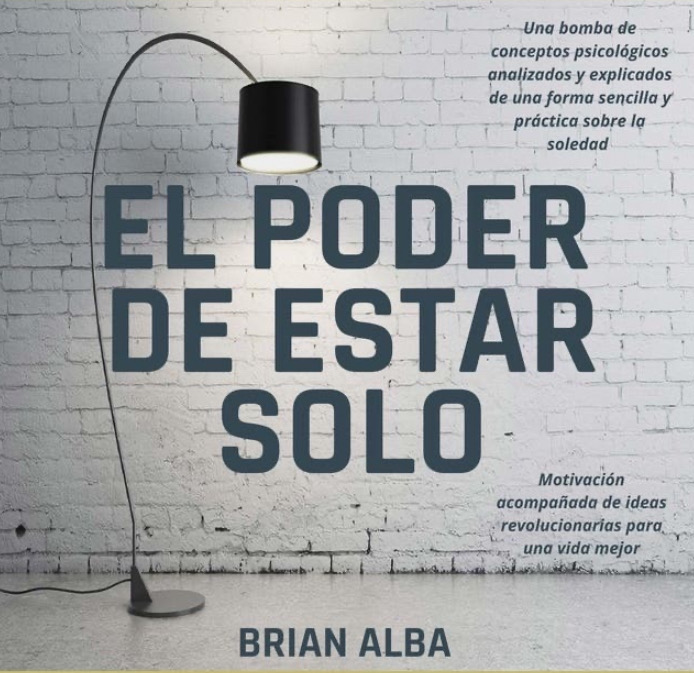 Una bomba de
conceptos psicológicos
analizados y explicados
de una forma sencilla y
práctica sobre la
soledad
EL PODER
DE ESTAR
SOLO
Motivación
acompañada de ideas
revolucionarias para
una vida mejor
BRIAN ALBA